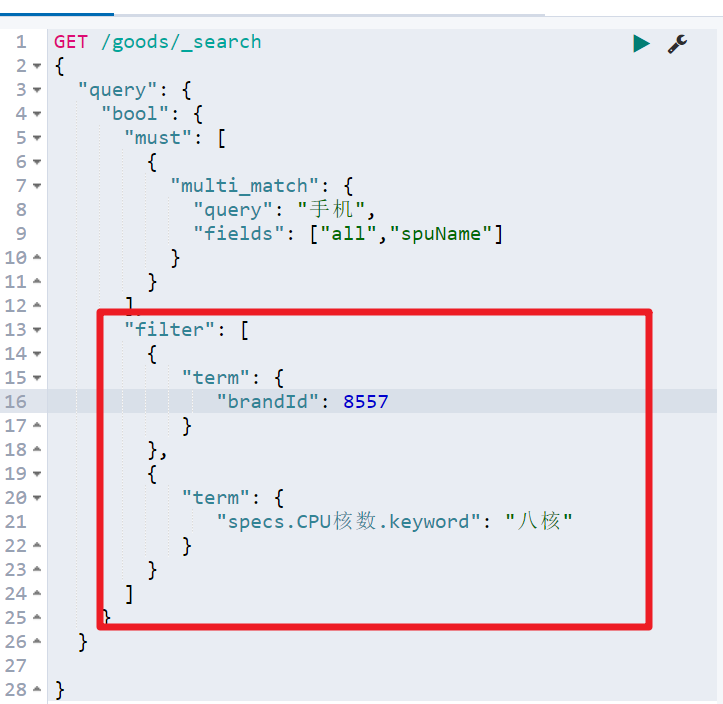 1 GET /goods/_search
2 {
3 "query": {
4 "bool": {
5 "must": [
6 {
7 "multi_match": {
8 "query": "手机",
9 "fields": ["all","spuName"]
10 }
11 }
12 ],
13 "filter": [
14 {
15 "term": {
16 "brandId": 8557
17 }
18 },
19 {
20 "term": {
21 "specs.CPU核数.keyword": "八核"
22 }
23 }
24 ]
25 }
26 }
27
28 }